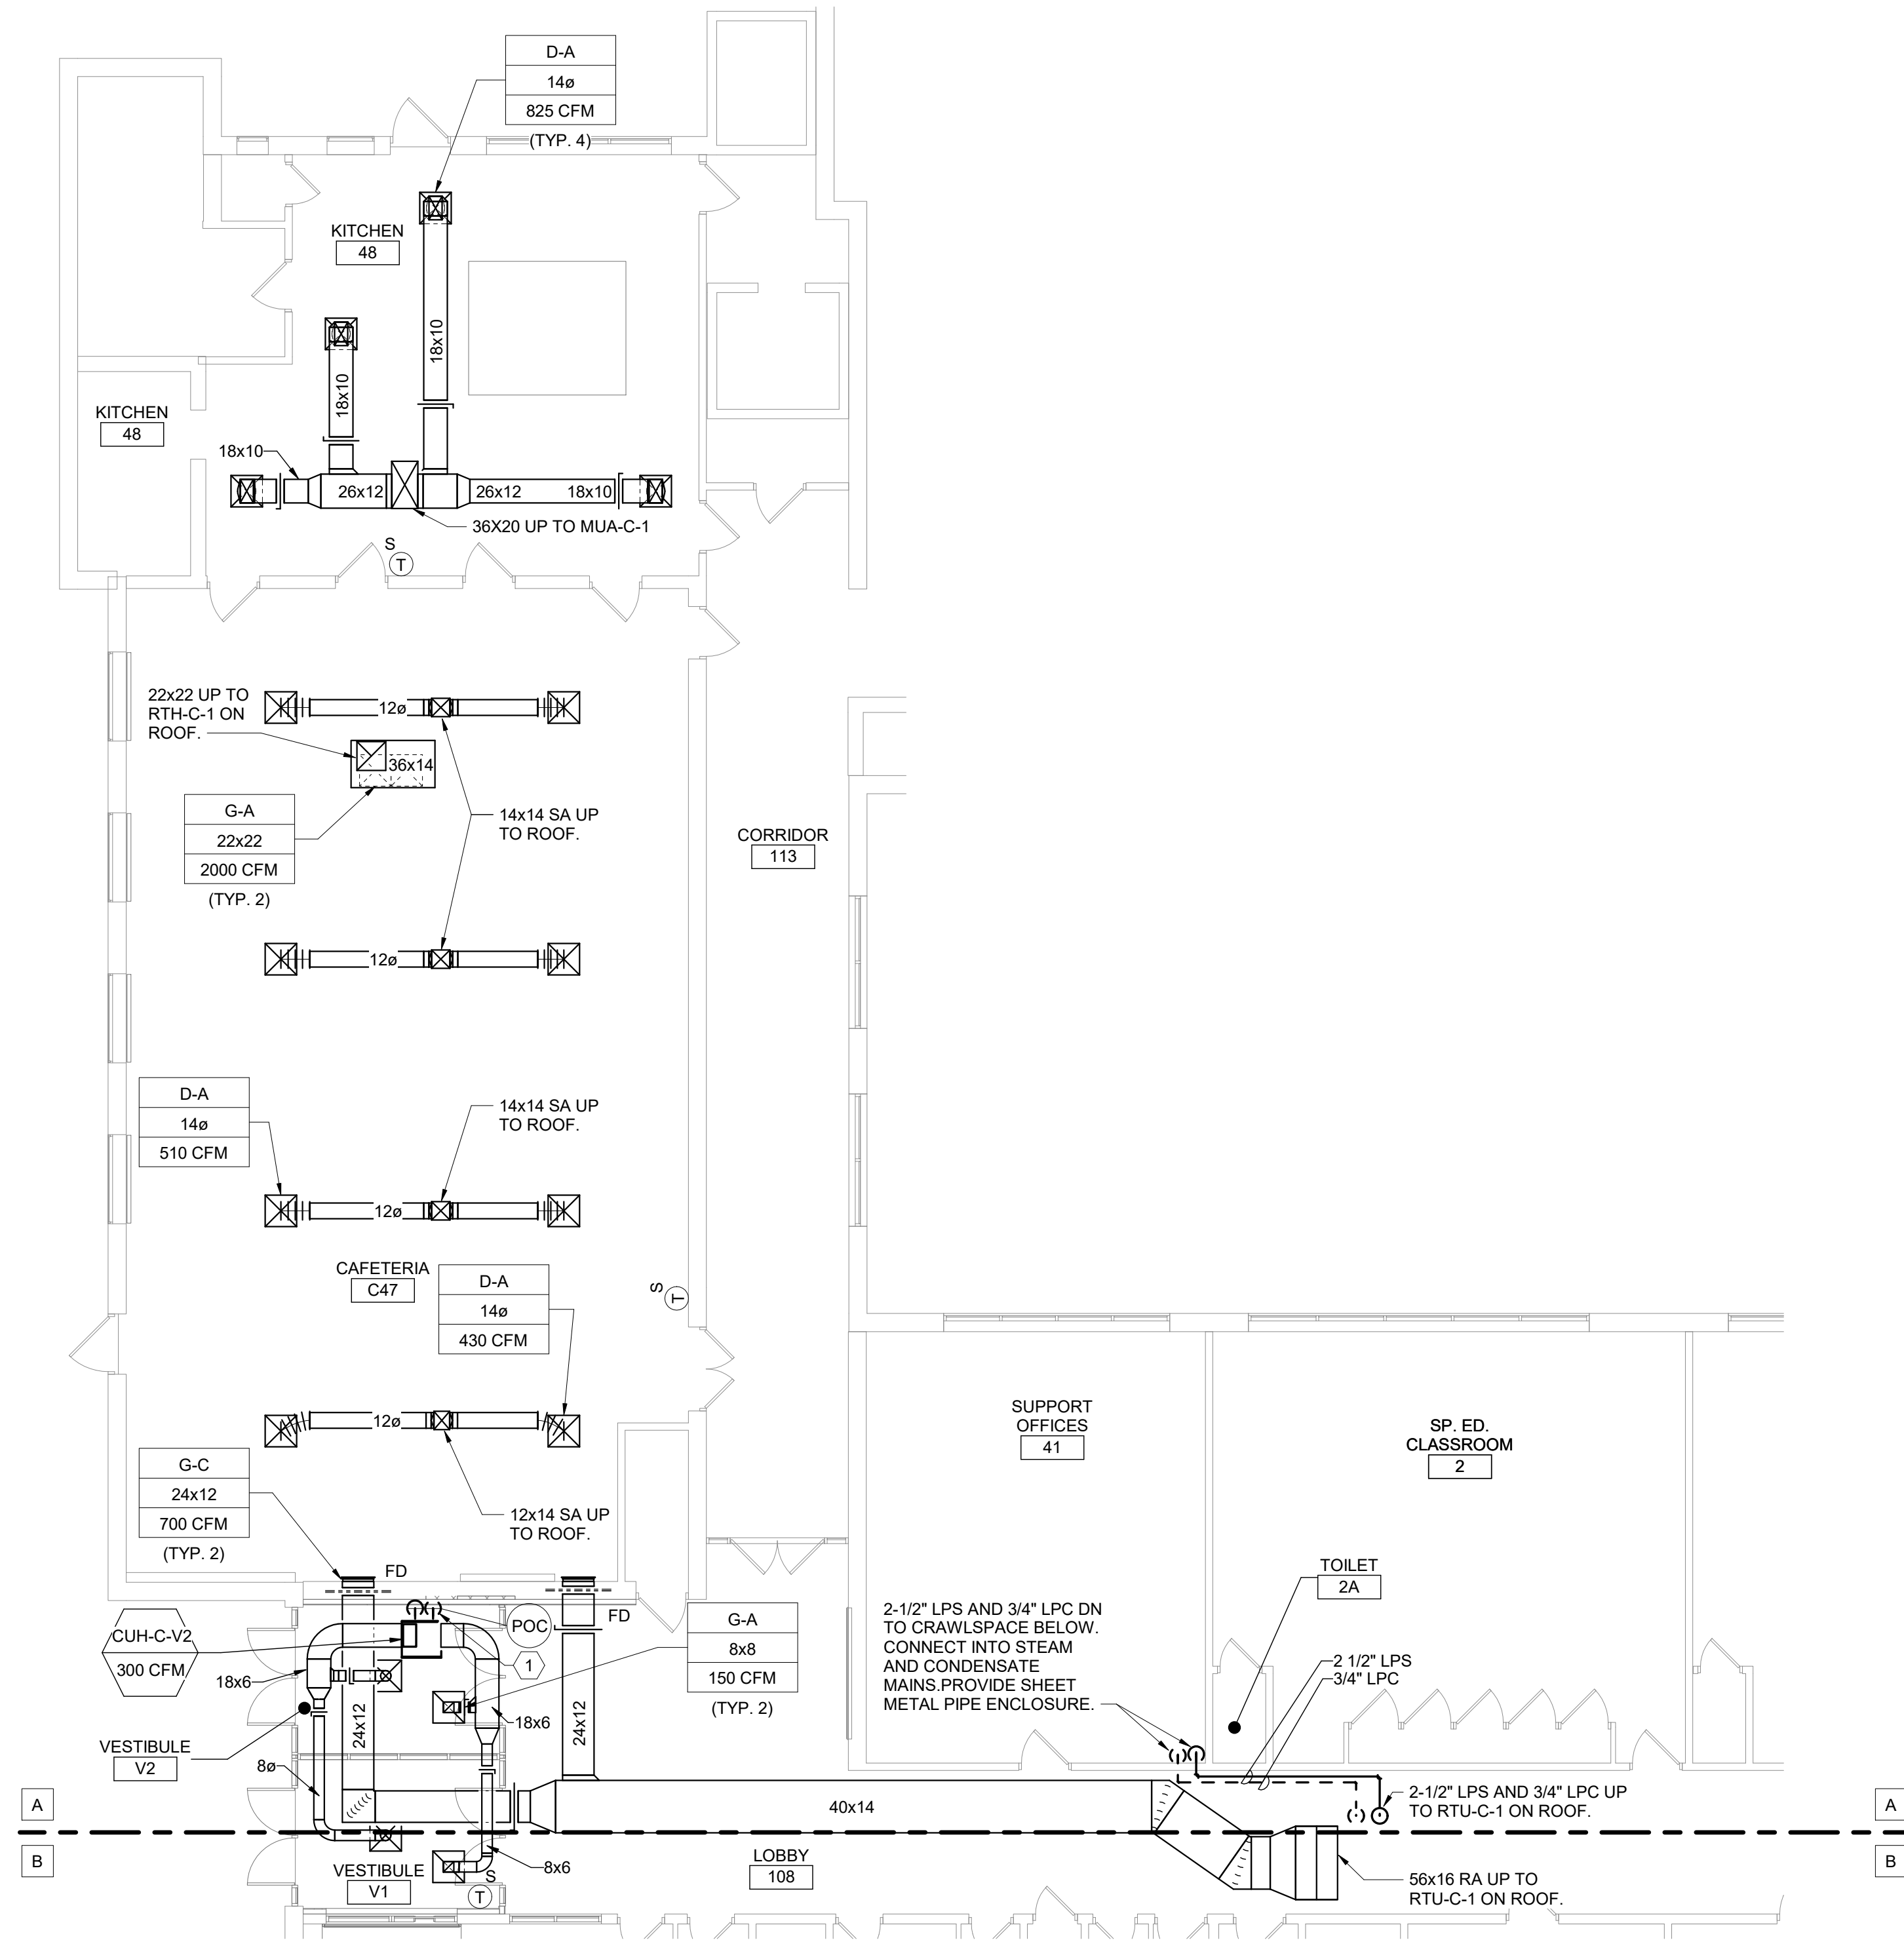 D-A
14ø
825 CFM
(TYP. 4)
KITCHEN
48
18x10
18x10
KITCHEN
48
18x10
26x12
26x12
18x10
36X20 UP TO MUA-C-1
S
T
22x22 UP TO
RTH-C-1 ON
ROOF.
12ø
36x14
G-A
22x22
2000 CFM
(TYP. 2)
14x14 SA UP
TO ROOF.
CORRIDOR
113
12ø
D-A
14ø
510 CFM
14x14 SA UP
TO ROOF.
12ø
CAFETERIA
C47
D-A
14ø
430 CFM
S
T
12ø
SUPPORT
OFFICES
41
SP. ED.
CLASSROOM
2
G-C
24x12
700 CFM
(TYP. 2)
12x14 SA UP
TO ROOF.
FD
FD
TOILET
2A
CUH-C-V2
300 CFM
POC
1
G-A
8x8
150 CFM
(TYP. 2)
2-1/2" LPS AND 3/4" LPC DN
TO CRAWLSPACE BELOW.
CONNECT INTO STEAM
AND CONDENSATE
MAINS.PROVIDE SHEET
METAL PIPE ENCLOSURE.
2 1/2" LPS
3/4" LPC
18x6
18x6
24x12
24x12
VESTIBULE
V2
8ø
40x14
2-1/2" LPS AND 3/4" LPC UP
TO RTU-C-1 ON ROOF.
A
A
B
B
8x6
VESTIBULE
V1
S
T
LOBBY
108
56x16 RA UP TO
RTU-C-1 ON ROOF.